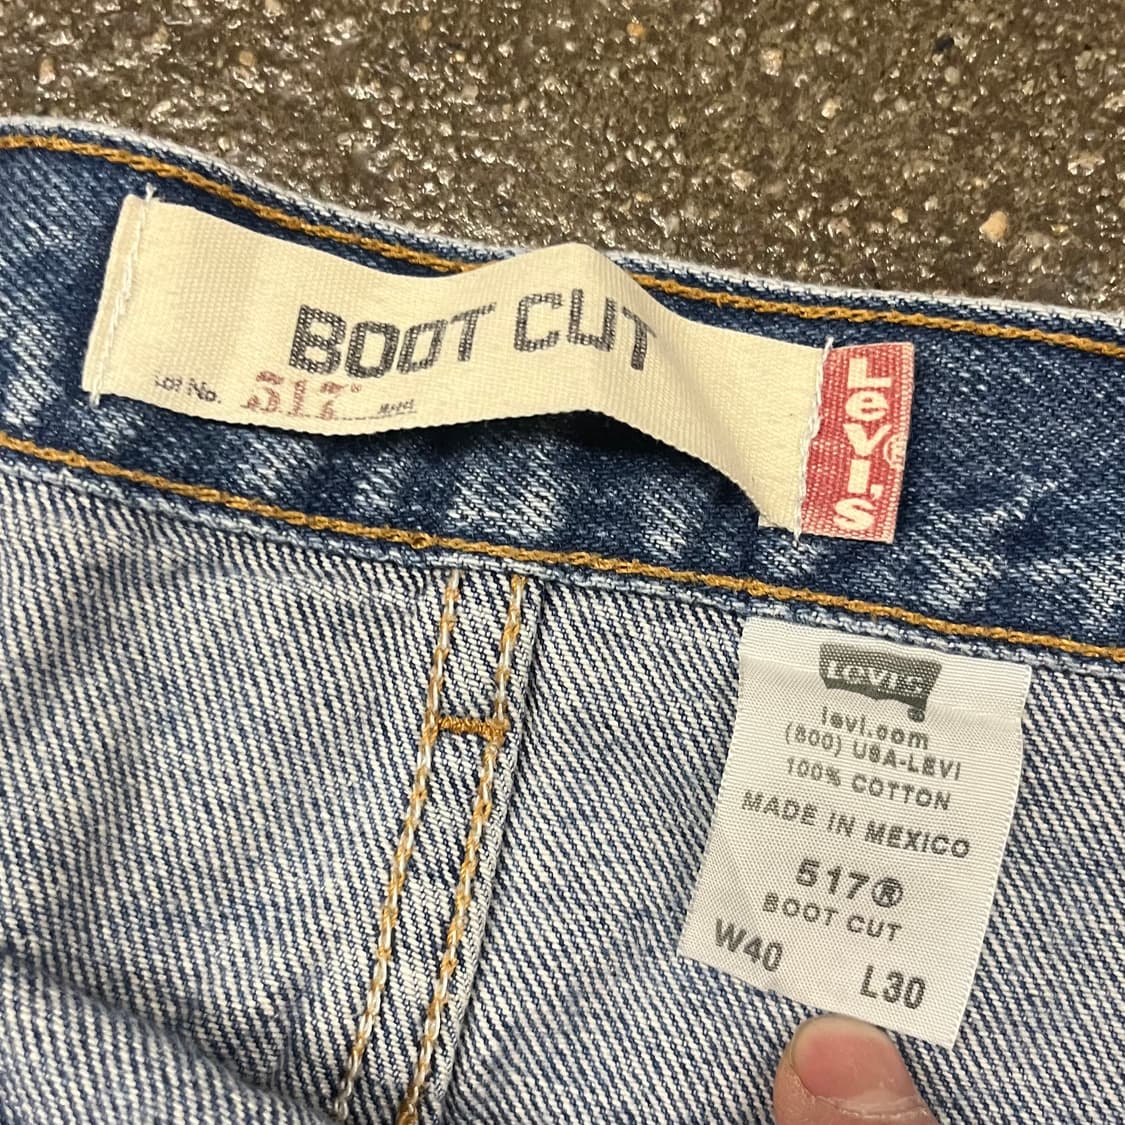 BOOT CUT
Lot No. 517® JEANS
LEVI'S®
LEVI'S
®
levi.com
(800) USA-LEVI
100% COTTON
MADE IN MEXICO
517®
BOOT CUT
W40 L30